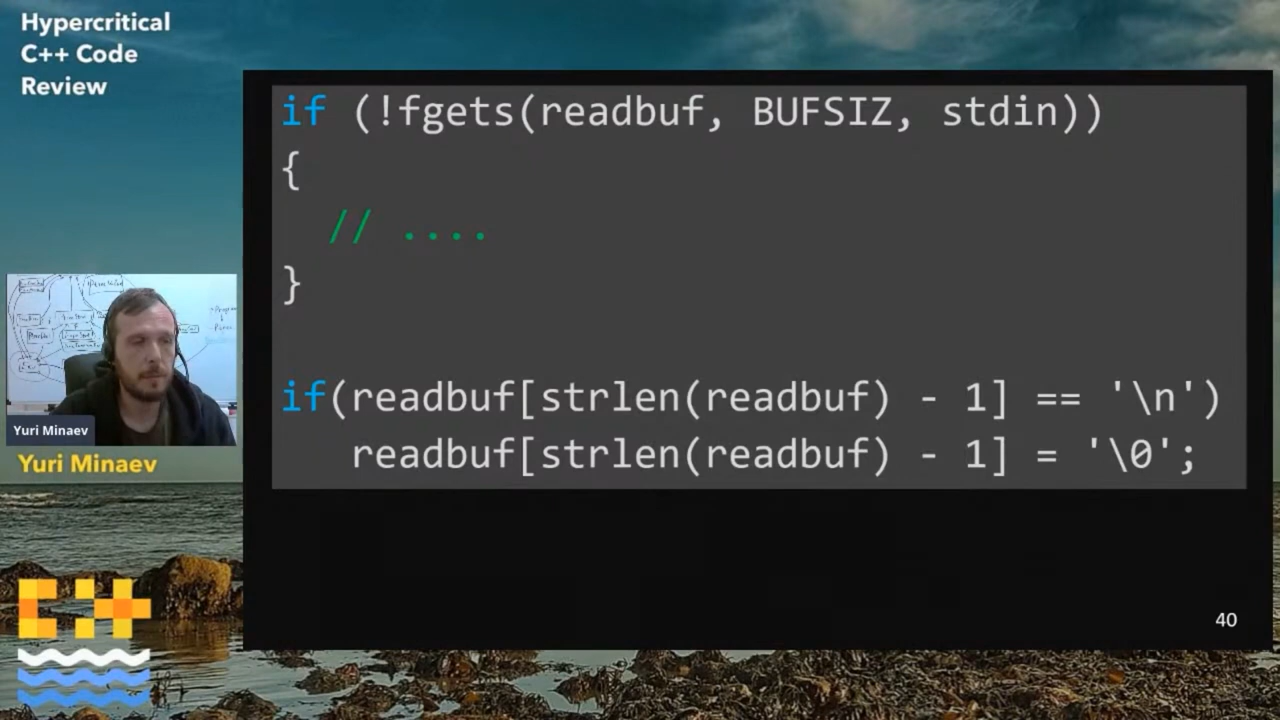 Hypercritical
C++ Code
Review
if (!fgets(readbuf, BUFSIZ, stdin))
{
// ....
}
if(readbuf[strlen(readbuf) - 1] == '\n')
readbuf[strlen(readbuf) - 1] = '\0';
Yuri Minaev
Yuri Minaev
C++
40